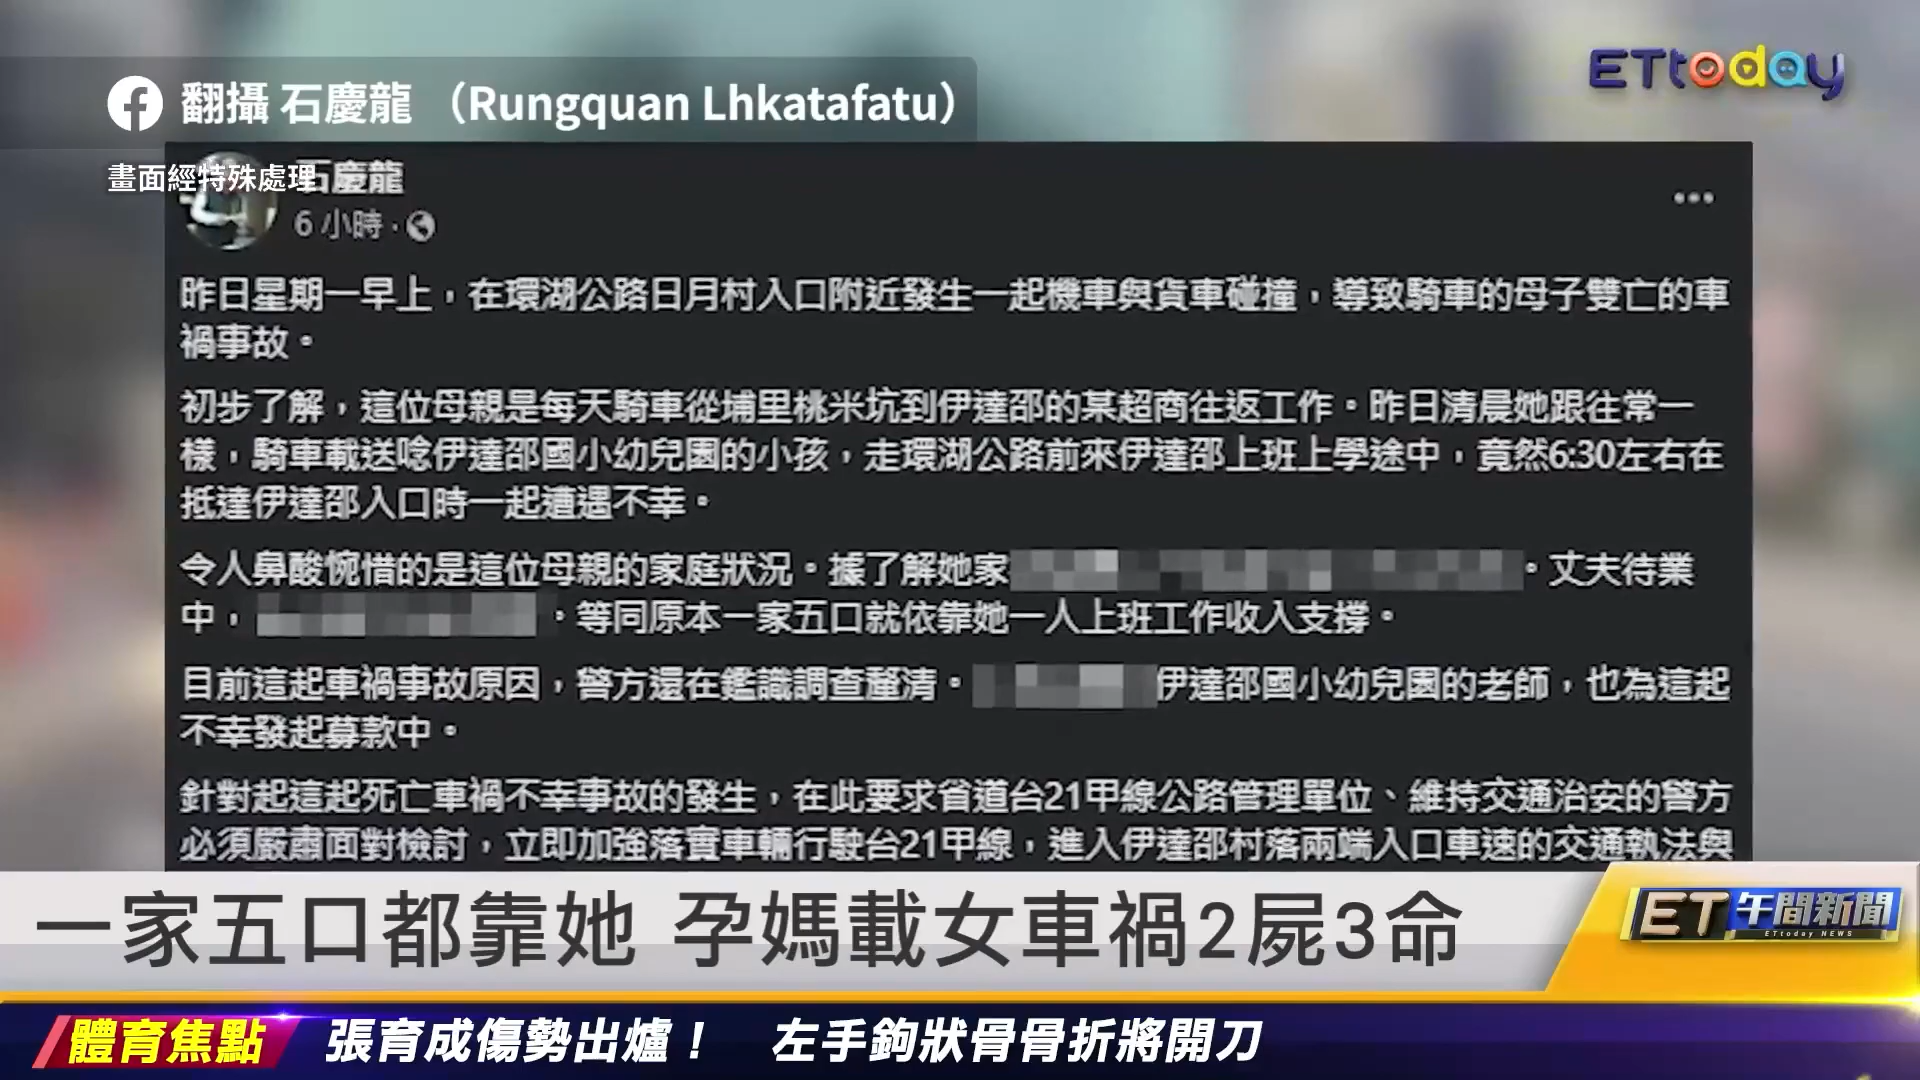 翻攝 石慶龍 （Rungquan Lhkatafatu）
ETtoday
畫面經特殊處理
石慶龍
6 小時·
昨日星期一早上，在環湖公路日月村入口附近發生一起機車與貨車碰撞，導致騎車的母子雙亡的車
禍事故。
初步了解，這位母親是每天騎車從埔里桃米坑到伊達邵的某超商往返工作。昨日清晨她跟往常一
樣，騎車載送唸伊達邵國小幼兒園的小孩，走環湖公路前來伊達邵上班上學途中，竟然6:30左右在
抵達伊達邵入口時一起遭遇不幸。
令人鼻酸惋惜的是這位母親的家庭狀況。據了解她家。丈夫待業
中，，等同原本一家五口就依靠她一人上班工作收入支撐。
目前這起車禍事故原因，警方還在鑑識調查釐清。伊達邵國小幼兒園的老師，也為這起
不幸發起募款中。
針對起這起死亡車禍不幸事故的發生，在此要求省道台21甲線公路管理單位、維持交通治安的警方
必須嚴肅面對檢討，立即加強落實車輛行駛台21甲線，進入伊達邵村落兩端入口車速的交通執法與
一家五口都靠她 孕媽載女車禍2屍3命
ET午間新聞
ETtoday NEWS
體育焦點 張育成傷勢出爐！ 左手鉤狀骨骨折將開刀